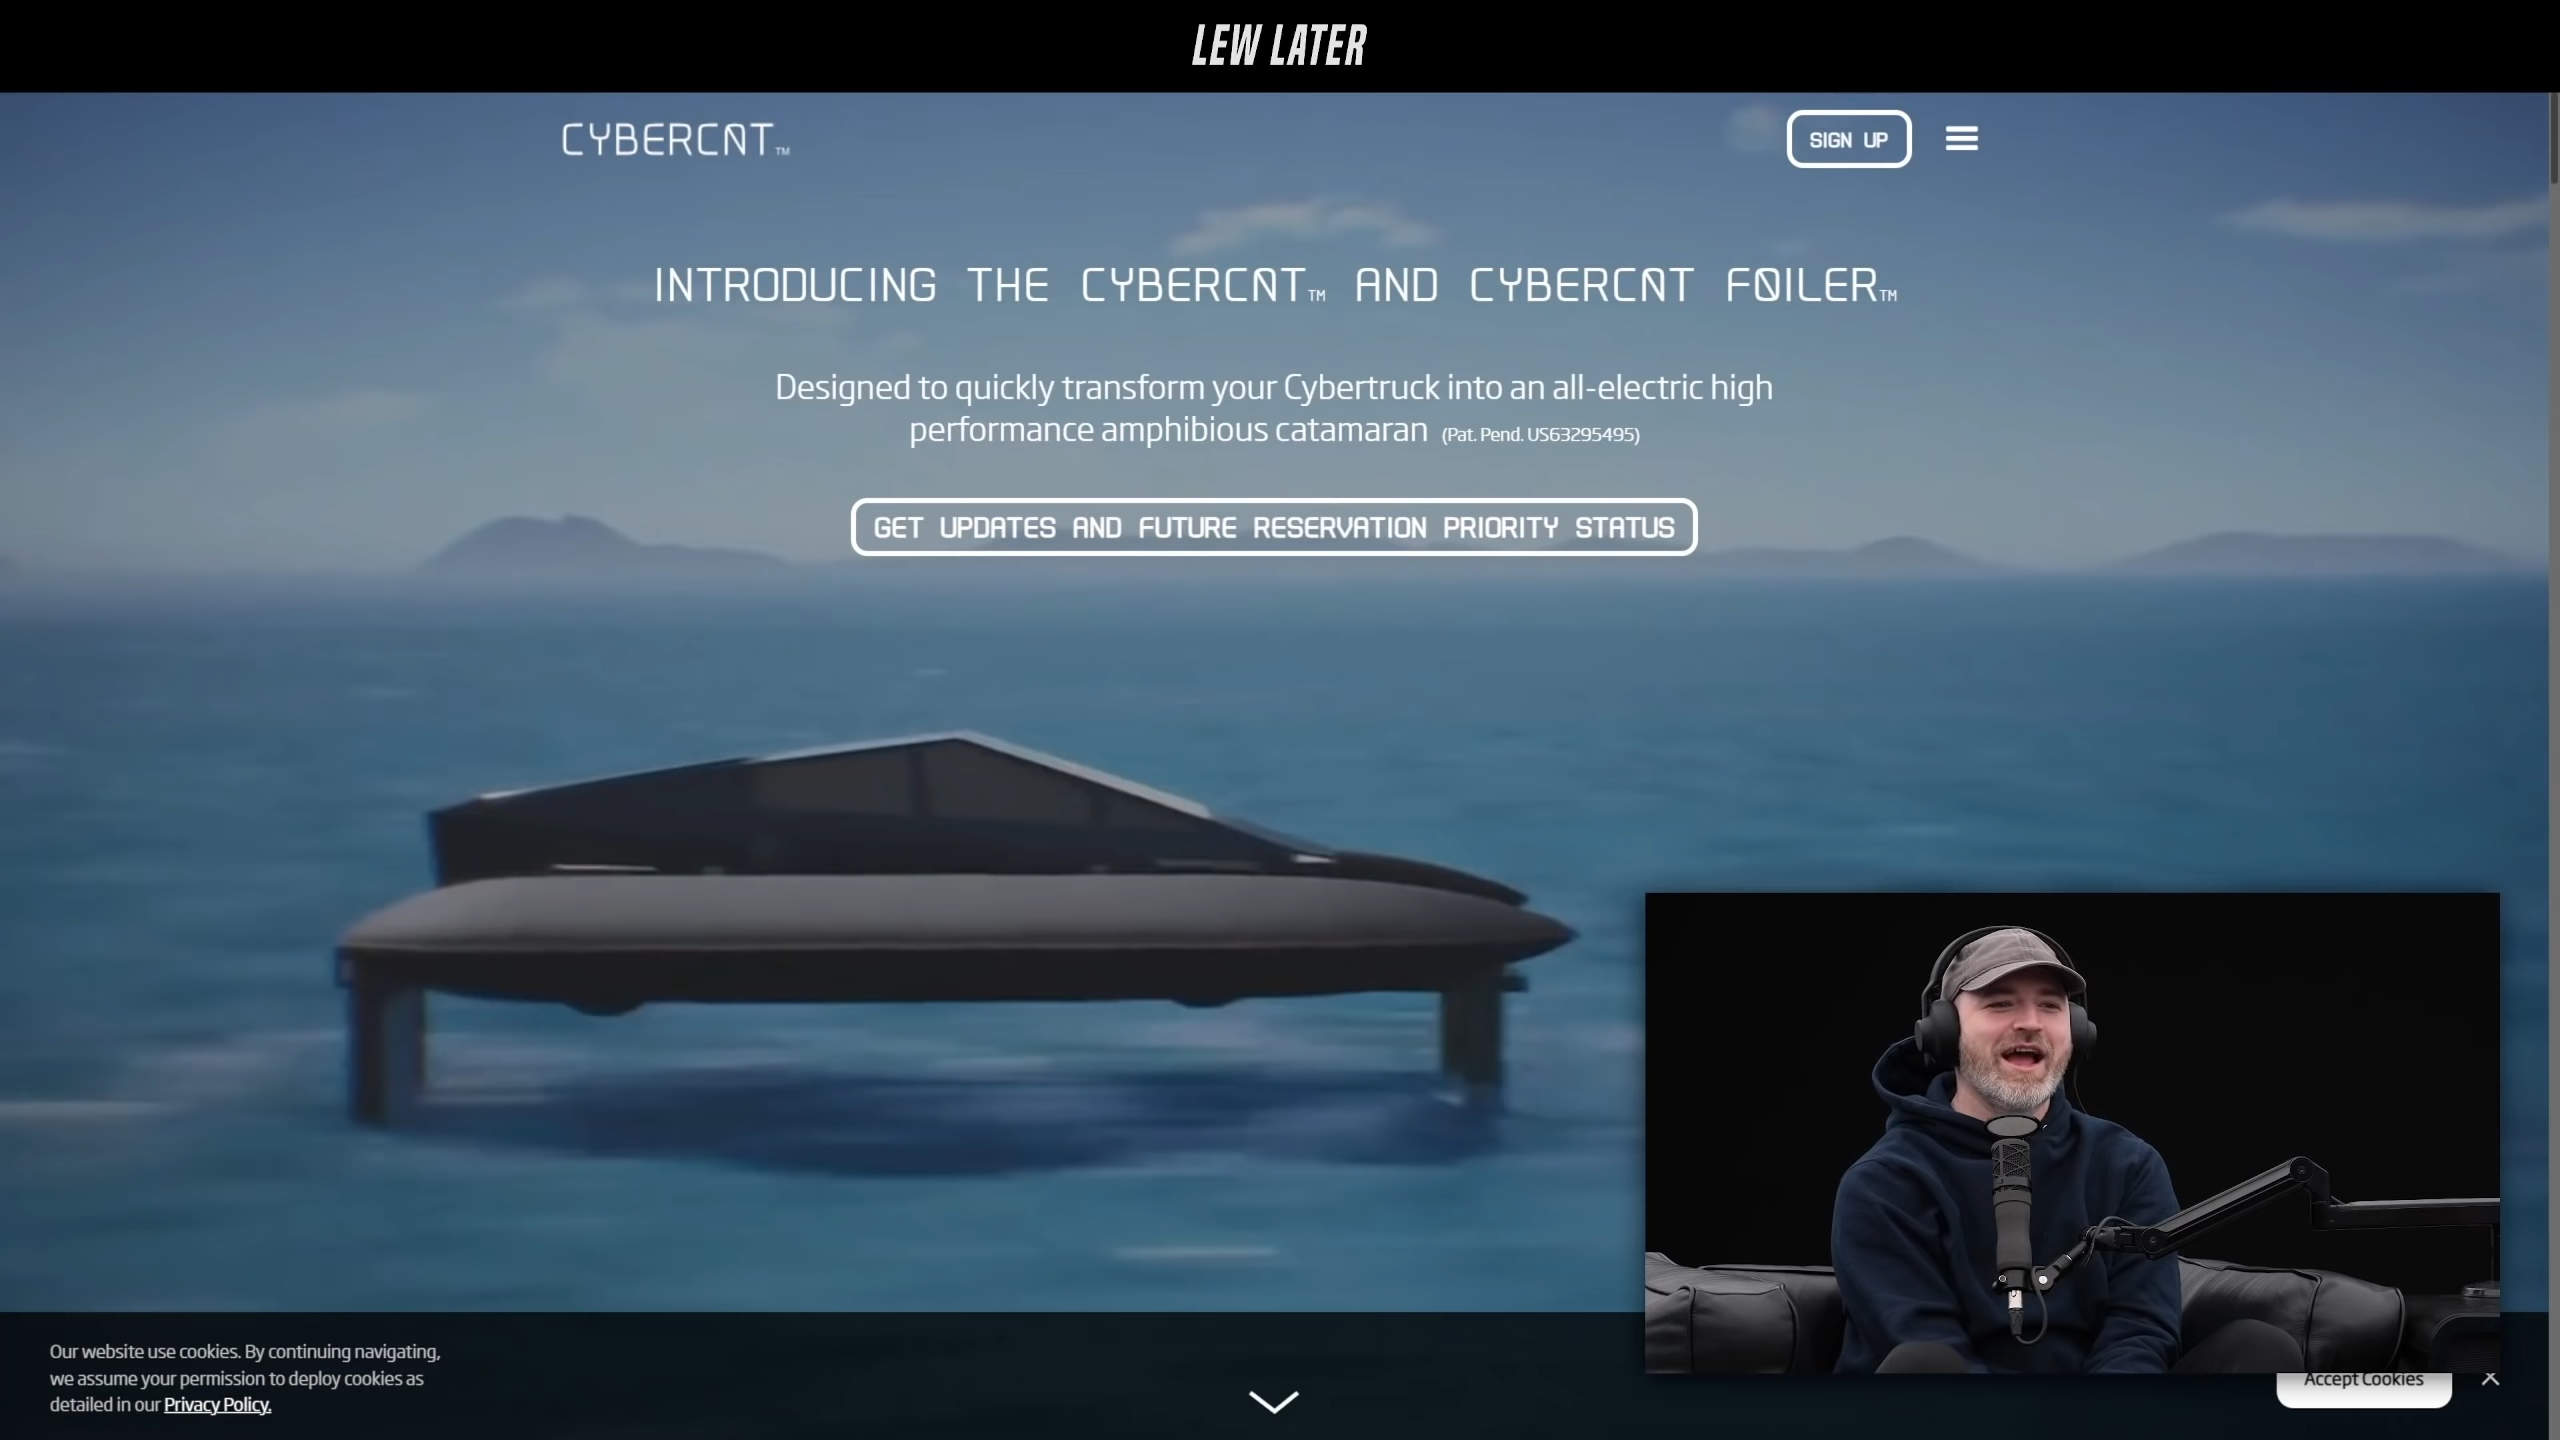 LEW LATER
CYBERCAT™
SIGN UP
INTRODUCING THE CYBERCAT™ AND CYBERCAT FOILER™
Designed to quickly transform your Cybertruck into an all-electric high
performance amphibious catamaran (Pat. Pend. US63295495)
GET UPDATES AND FUTURE RESERVATION PRIORITY STATUS
Our website use cookies. By continuing navigating,
we assume your permission to deploy cookies as
detailed in our Privacy Policy.
Accept Cookies